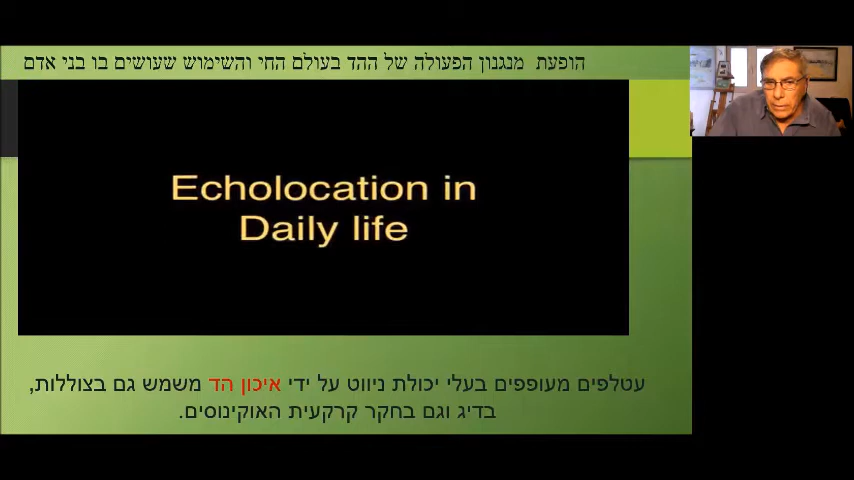 הופעת מנגנון הפעולה של ההד בעולם החי והשימוש שעושים בו בני אדם
Echolocation in
Daily life
עטלפים מעופפים בעלי יכולת ניווט על ידי איכון הד משמש גם בצוללות,
בדיג וגם בחקר קרקעית האוקינוסים.